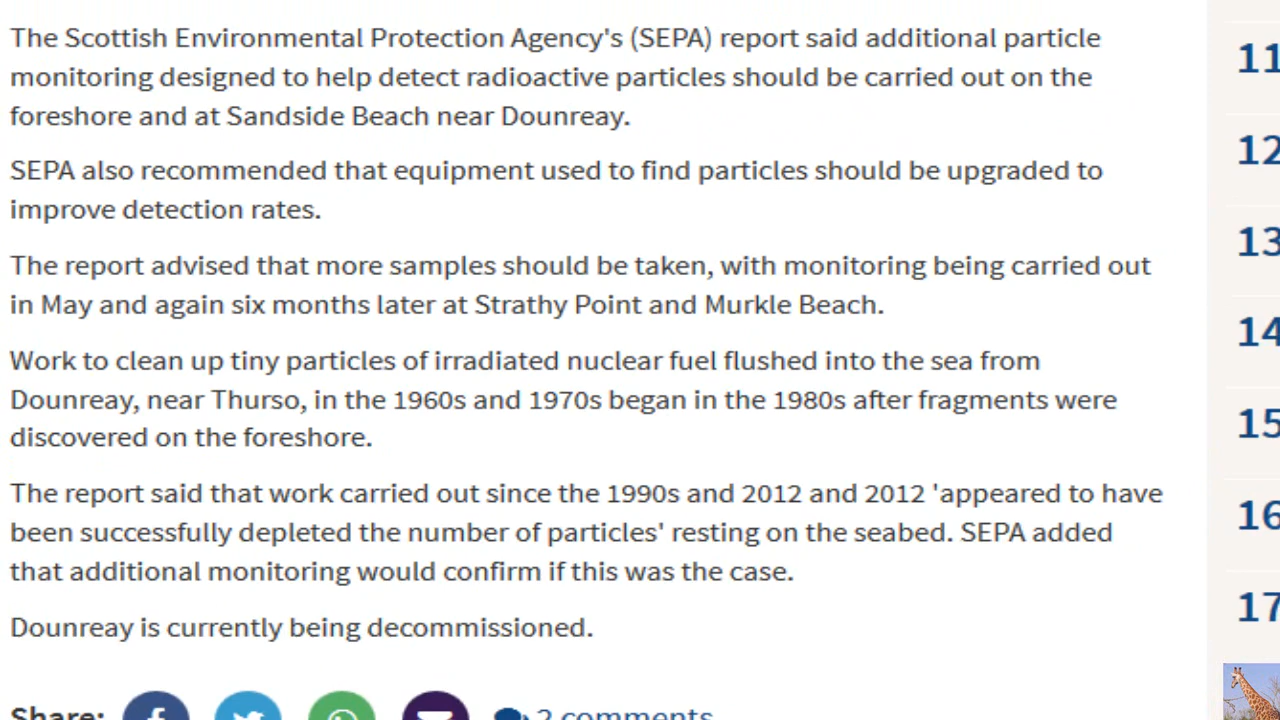 The Scottish Environmental Protection Agency's (SEPA) report said additional particle
monitoring designed to help detect radioactive particles should be carried out on the
foreshore and at Sandside Beach near Dounreay.
SEPA also recommended that equipment used to find particles should be upgraded to
improve detection rates.
The report advised that more samples should be taken, with monitoring being carried out
in May and again six months later at Strathy Point and Murkle Beach.
Work to clean up tiny particles of irradiated nuclear fuel flushed into the sea from
Dounreay, near Thurso, in the 1960s and 1970s began in the 1980s after fragments were
discovered on the foreshore.
The report said that work carried out since the 1990s and 2012 and 2012 'appeared to have
been successfully depleted the number of particles' resting on the seabed. SEPA added
that additional monitoring would confirm if this was the case.
Dounreay is currently being decommissioned.
Share: 2 comments
11
12
13
14
15
16
17